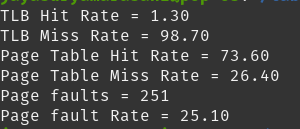 TLB Hit Rate = 1.30
TLB Miss Rate = 98.70
Page Table Hit Rate = 73.60
Page Table Miss Rate = 26.40
Page faults = 251
Page fault Rate = 25.10